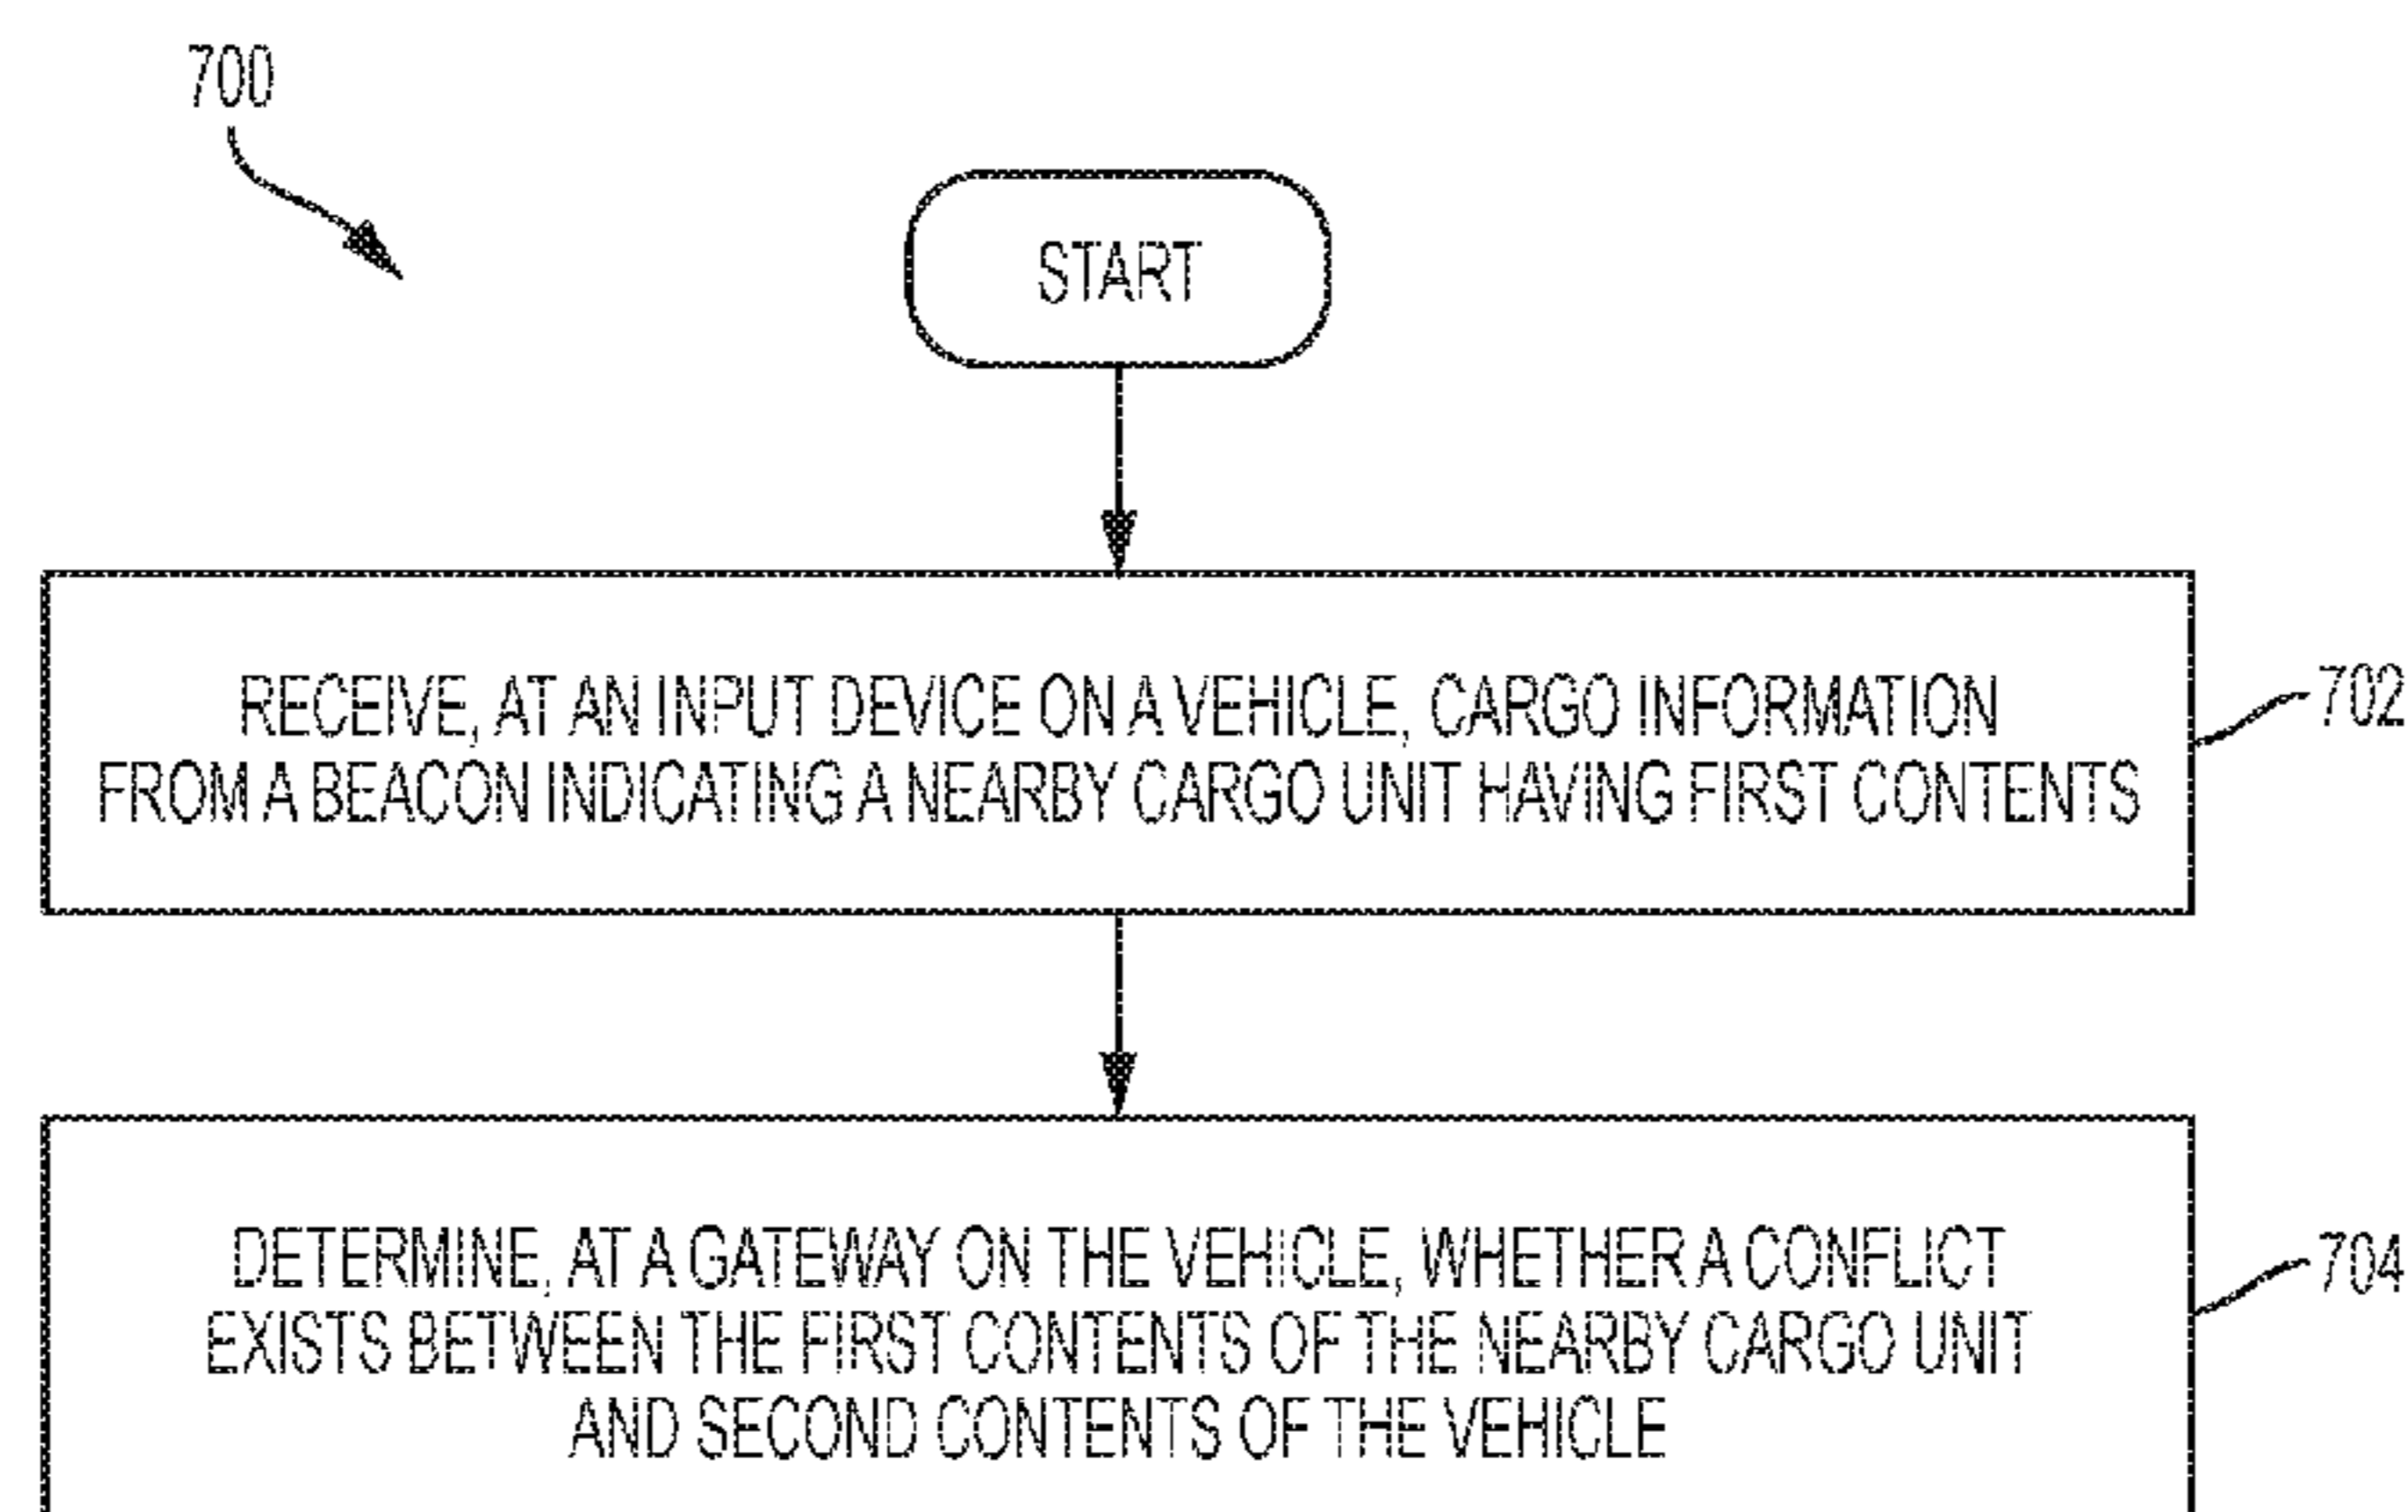 700
START
RECEIVE, AT AN INPUT DEVICE ON A VEHICLE, CARGO INFORMATION
FROM A BEACON INDICATING A NEARBY CARGO UNIT HAVING FIRST CONTENTS
702
DETERMINE, AT A GATEWAY ON THE VEHICLE, WHETHER A CONFLICT
EXISTS BETWEEN THE FIRST CONTENTS OF THE NEARBY CARGO UNIT
AND SECOND CONTENTS OF THE VEHICLE
704